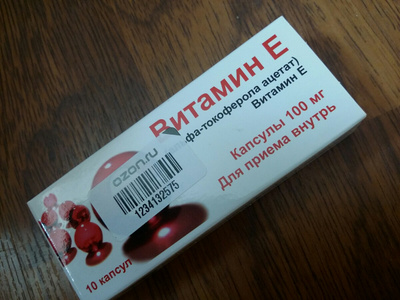 Витамин Е
фа-токоферола ацетат)
Витамин Е
Капсулы 100 мг
Для приема внутрь
ozon.ru
1234132575
10 капсул